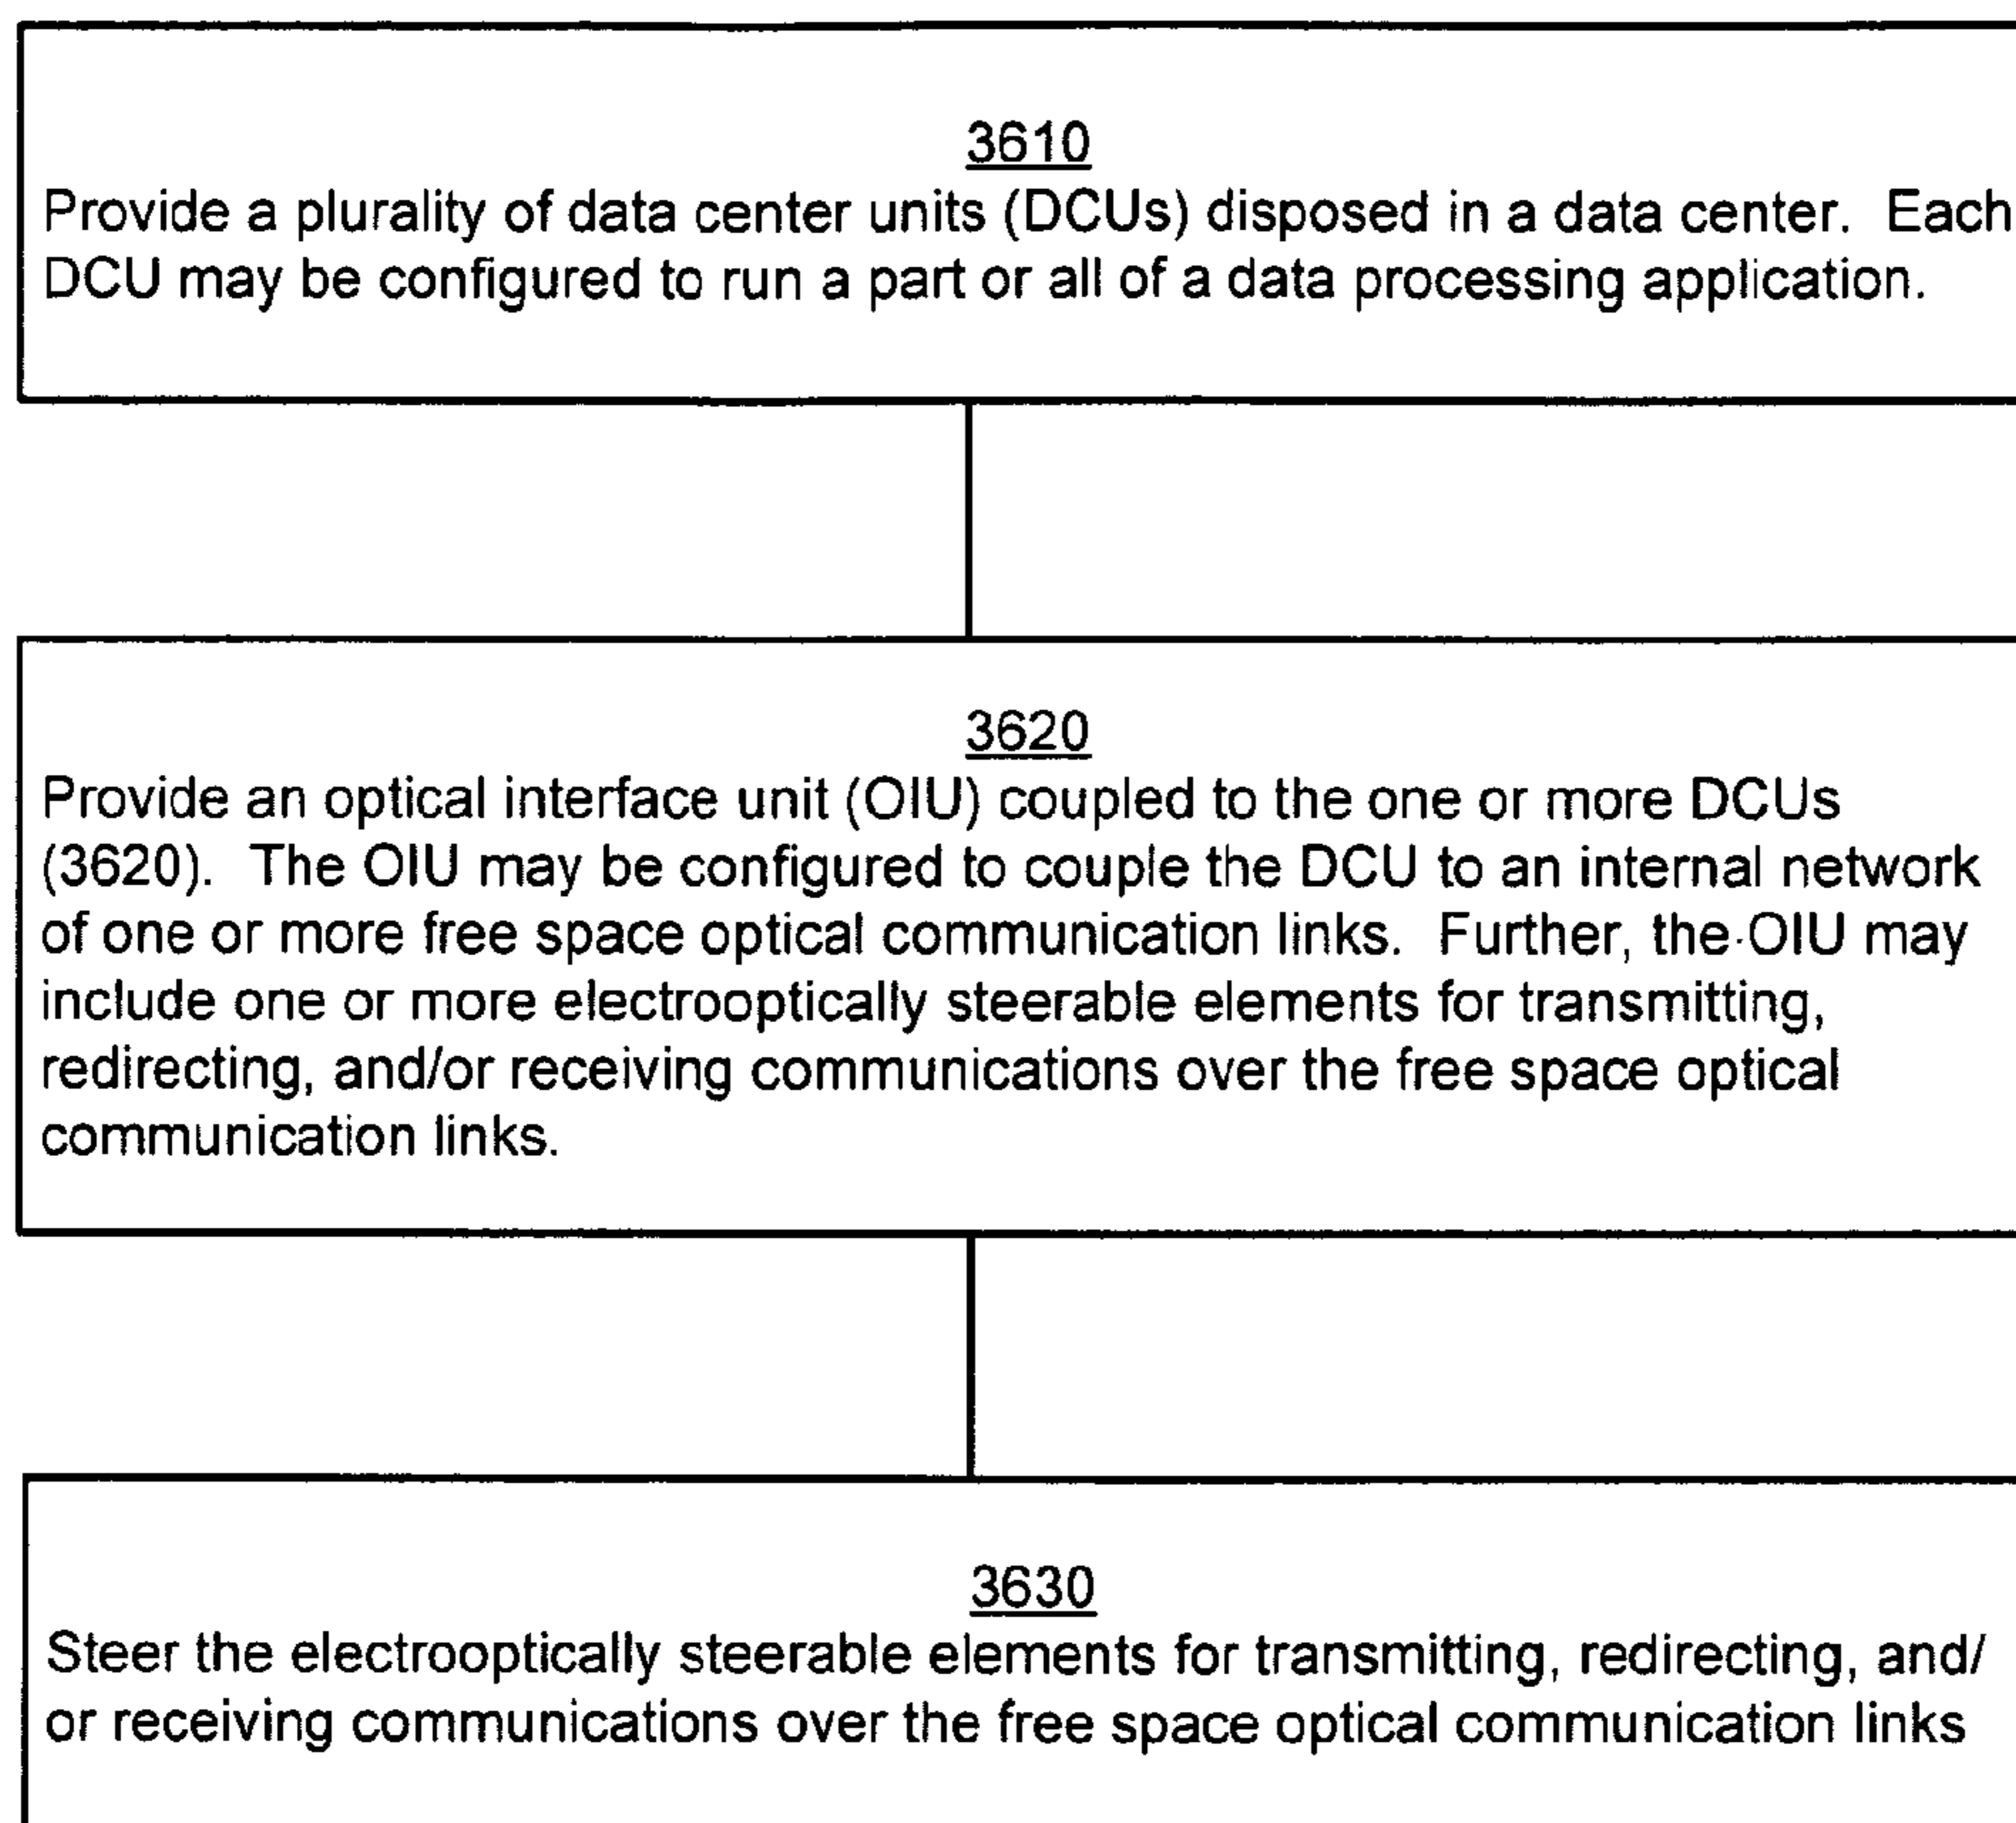 3610
Provide a plurality of data center units (DCUs) disposed in a data center. Each
DCU may be configured to run a part or all of a data processing application.
3620
Provide an optical interface unit (OIU) coupled to the one or more DCUs
(3620). The OIU may be configured to couple the DCU to an internal network
of one or more free space optical communication links. Further, the OIU may
include one or more electrooptically steerable elements for transmitting,
redirecting, and/or receiving communications over the free space optical
communication links.
3630
Steer the electrooptically steerable elements for transmitting, redirecting, and/
or receiving communications over the free space optical communication links